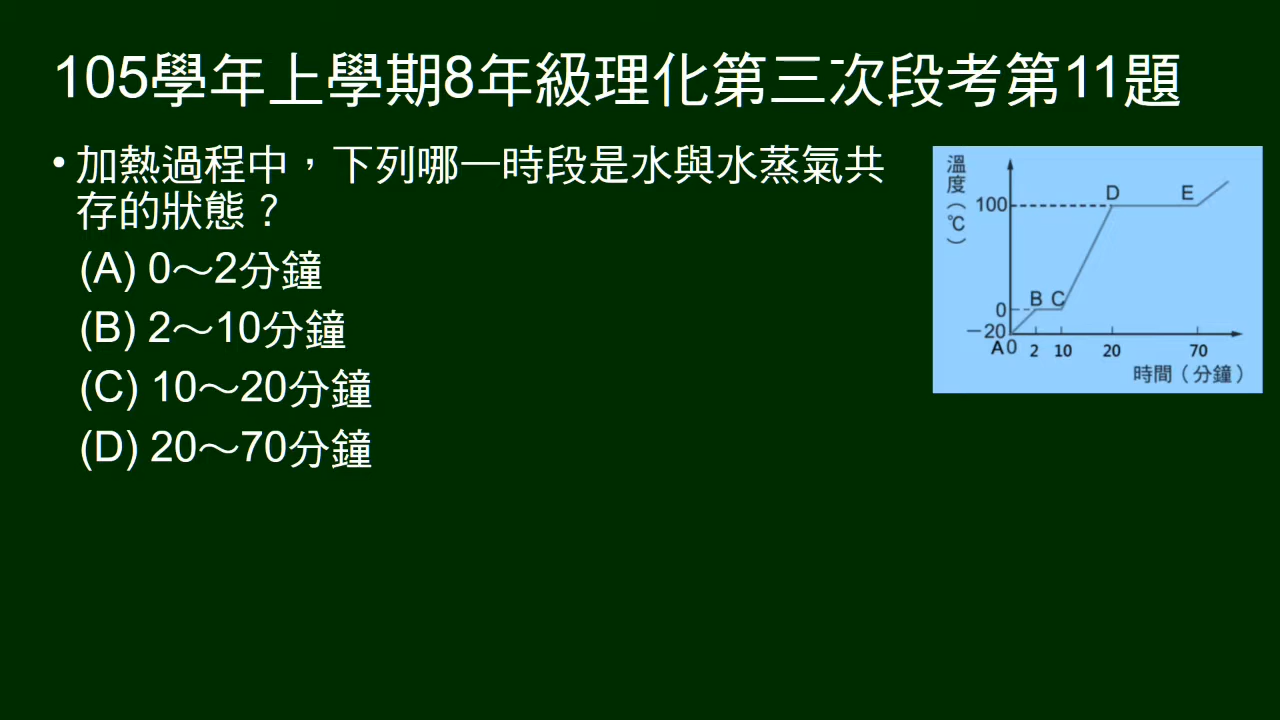 105學年上學期8年級理化第三次段考第11題
• 加熱過程中，下列哪一時段是水與水蒸氣共
存的狀態？
(A) 0～2分鐘
(B) 2～10分鐘
(C) 10～20分鐘
(D) 20～70分鐘
溫度（℃）
100
D
E
B
C
0
－20
A
0
2
10
20
70
時間（分鐘）